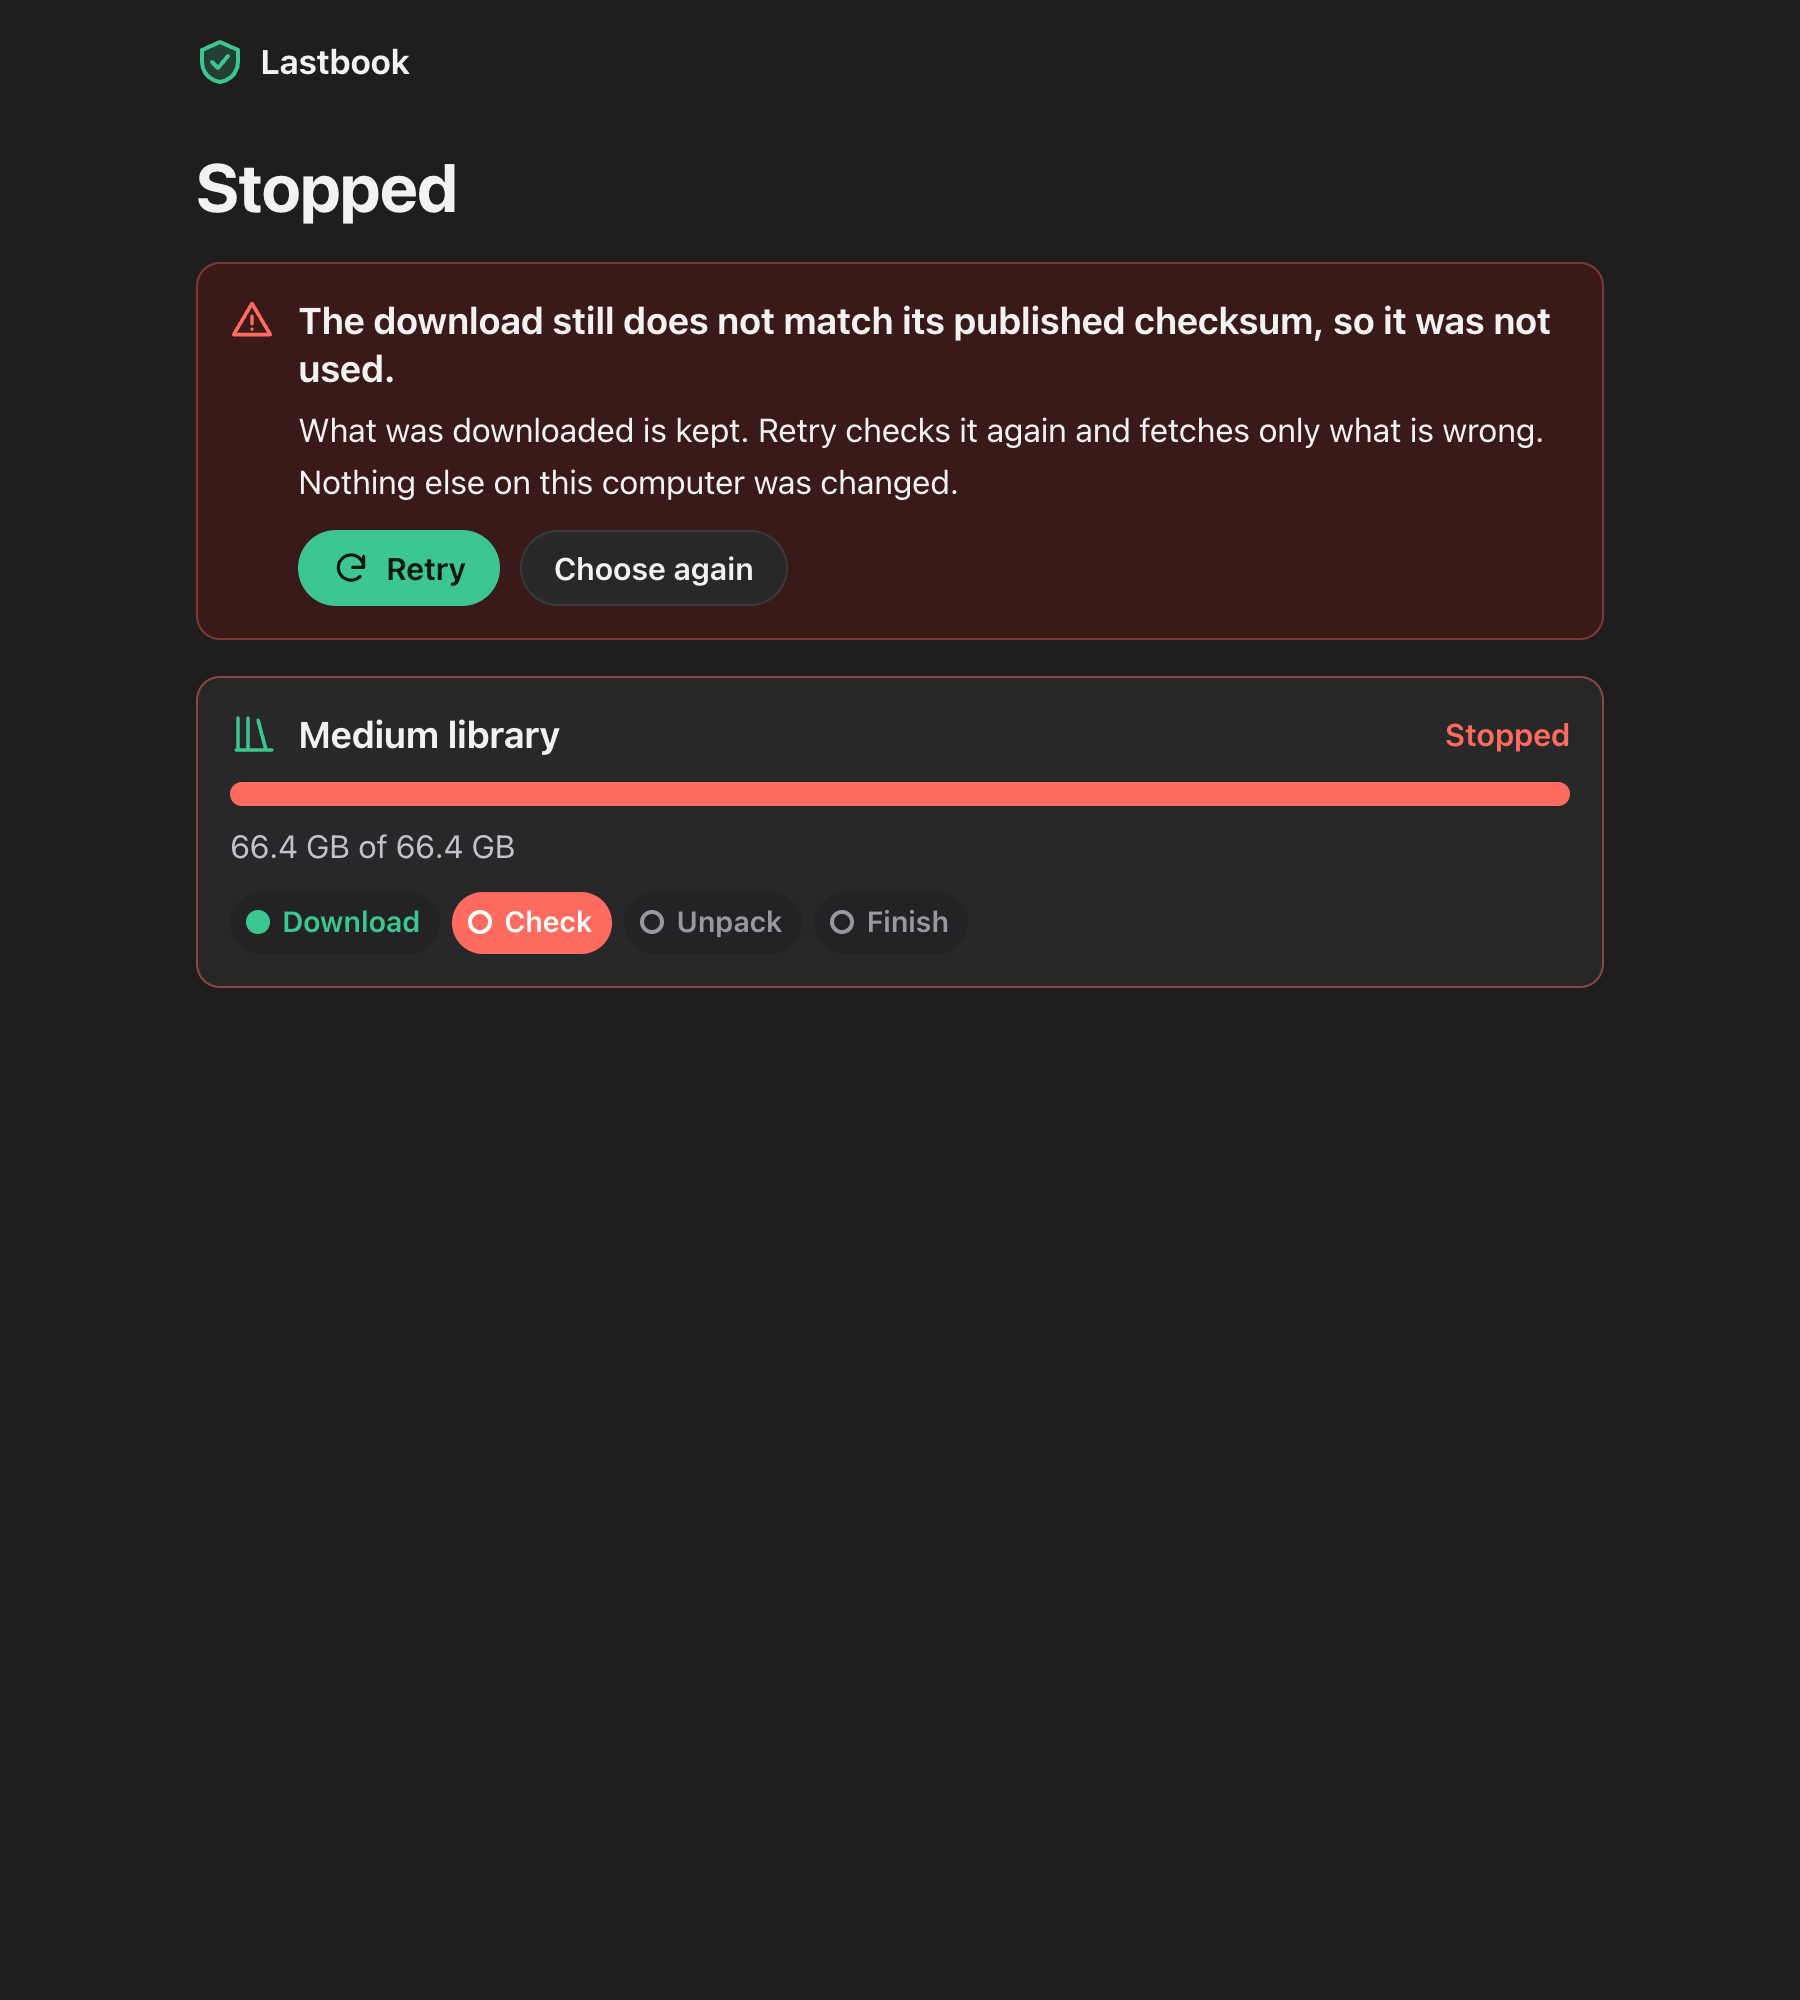 Lastbook
Stopped
The download still does not match its published checksum, so it was not
used.
What was downloaded is kept. Retry checks it again and fetches only what is wrong.
Nothing else on this computer was changed.
Retry
Choose again
Medium library
Stopped
66.4 GB of 66.4 GB
Download
Check
Unpack
Finish